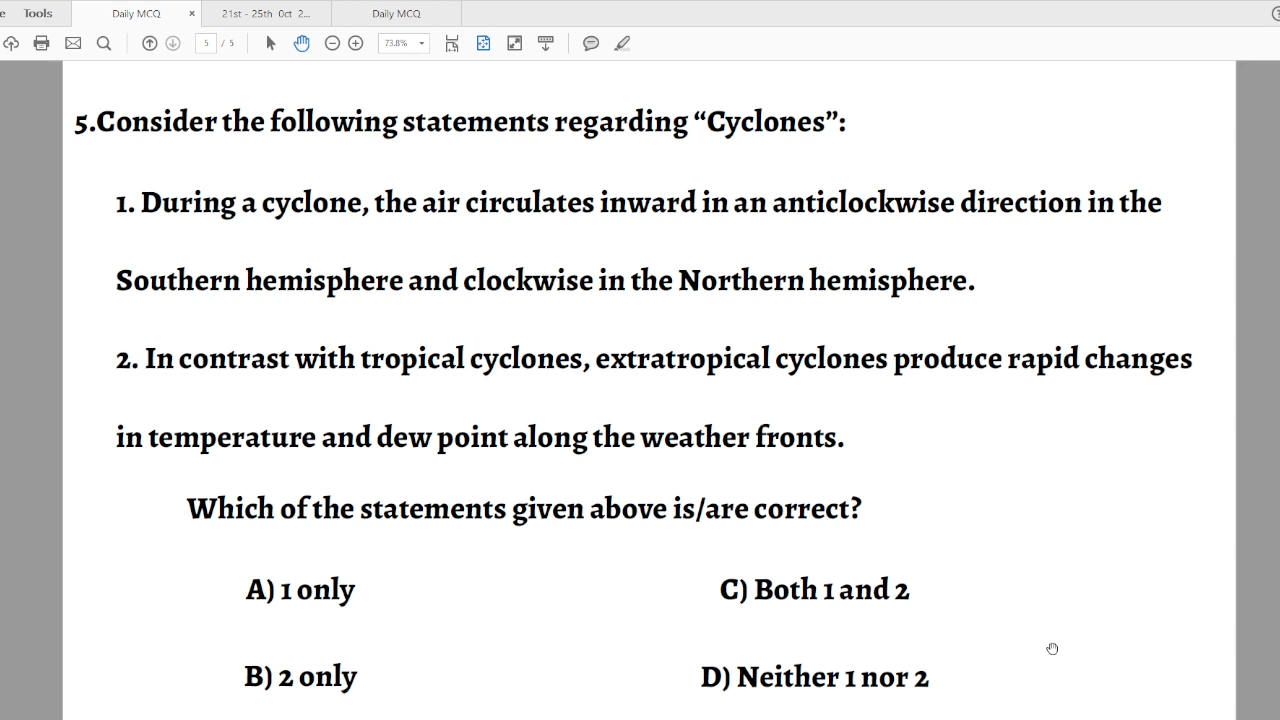 e Tools Daily MCQ × 21st - 25th 0ct 2... Daily MCQ
5 / 5 73.8%
5.Consider the following statements regarding “Cyclones”:
1. During a cyclone, the air circulates inward in an anticlockwise direction in the
Southern hemisphere and clockwise in the Northern hemisphere.
2. In contrast with tropical cyclones, extratropical cyclones produce rapid changes
in temperature and dew point along the weather fronts.
Which of the statements given above is/are correct?
A) 1 only C) Both 1 and 2
B) 2 only D) Neither 1 nor 2